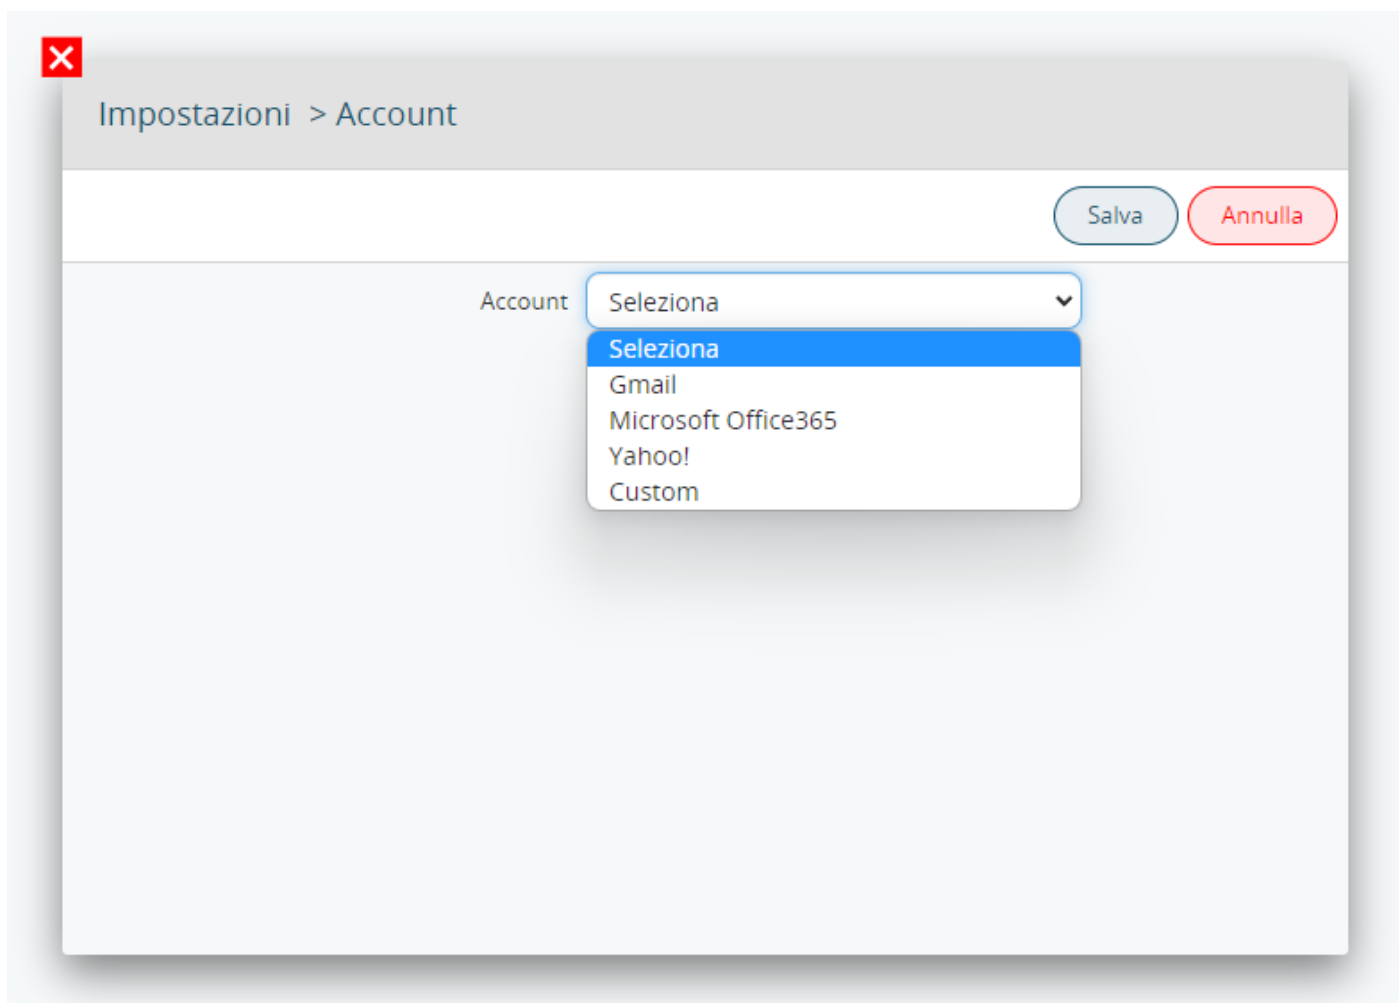 Impostazioni > Account
Salva Annulla
Account Seleziona
Seleziona
Gmail
Microsoft Office365
Yahoo!
Custom